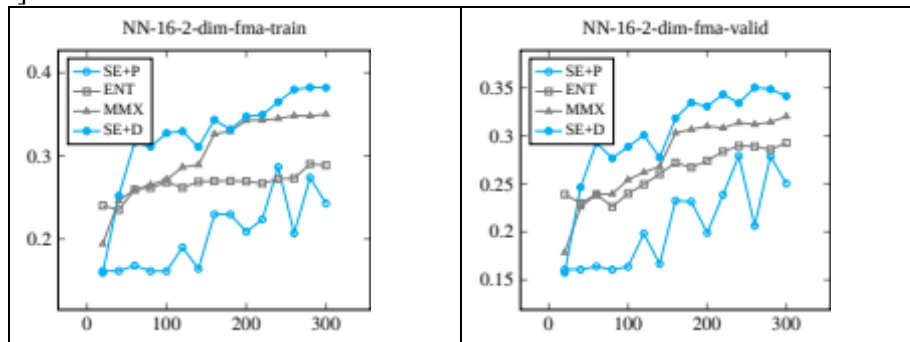 NN-16-2-dim-fma-train
0.4
0.3
0.2
SE+P
ENT
MMX
SE+D
0
100
200
300
NN-16-2-dim-fma-valid
0.35
0.3
0.25
0.2
0.15
SE+P
ENT
MMX
SE+D
0
100
200
300